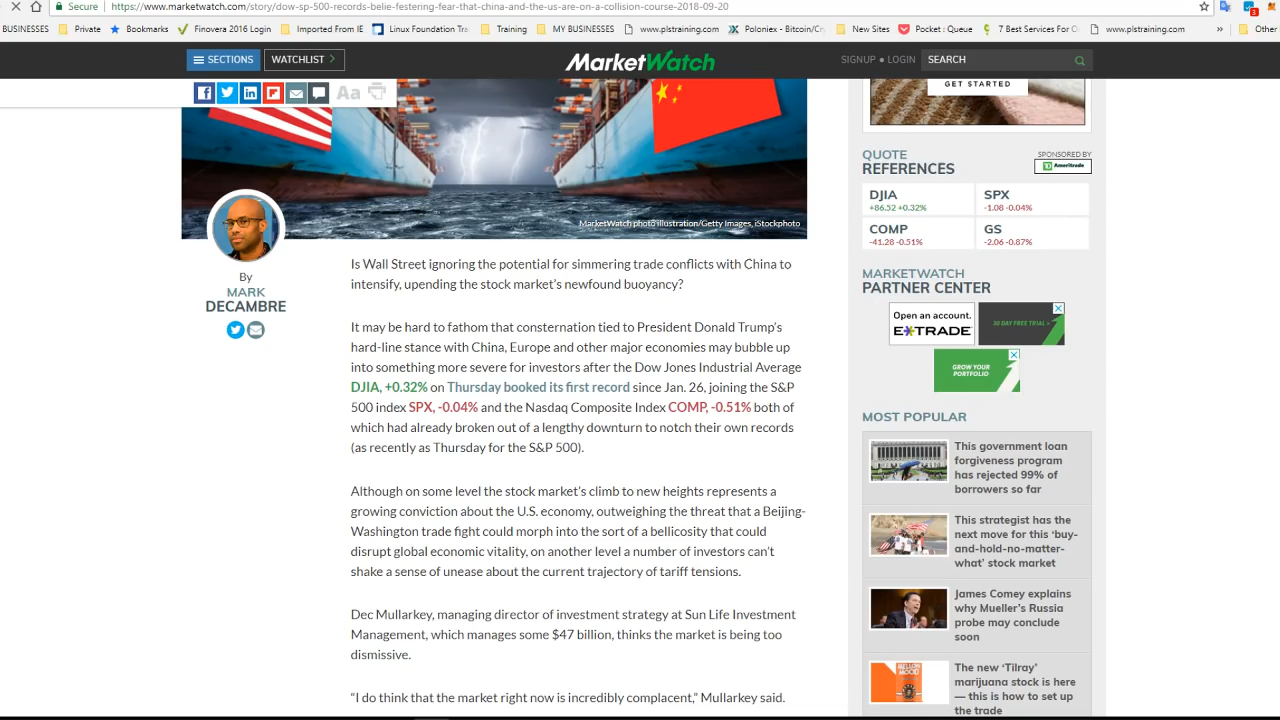 Secure https://www.marketwatch.com/story/dow-sp-500-records-belie-festering-fear-that-china-and-the-us-are-on-a-collision-course-2018-09-20
BUSINESSES Private Bookmarks Finovera 2016 Login Imported From IE Linux Foundation Tra Training MY BUSINESSES www.plstraining.com Poloniex - Bitcoin/Cr New Sites Pocket : Queue 7 Best Services For O www.plstraining.com » Other
SECTIONS WATCHLIST MarketWatch SIGNUP • LOGIN SEARCH
Aa
GET STARTED
MarketWatch photo illustration/Getty Images, iStockphoto
By
MARK
DECAMBRE
Is Wall Street ignoring the potential for simmering trade conflicts with China to
intensify, upending the stock market's newfound buoyancy?
It may be hard to fathom that consternation tied to President Donald Trump's
hard-line stance with China, Europe and other major economies may bubble up
into something more severe for investors after the Dow Jones Industrial Average
DJIA, +0.32% on Thursday booked its first record since Jan. 26, joining the S&P
500 index SPX, -0.04% and the Nasdaq Composite Index COMP, -0.51% both of
which had already broken out of a lengthy downturn to notch their own records
(as recently as Thursday for the S&P 500).
Although on some level the stock market's climb to new heights represents a
growing conviction about the U.S. economy, outweighing the threat that a Beijing-
Washington trade fight could morph into the sort of a bellicosity that could
disrupt global economic vitality, on another level a number of investors can't
shake a sense of unease about the current trajectory of tariff tensions.
Dec Mullarkey, managing director of investment strategy at Sun Life Investment
Management, which manages some $47 billion, thinks the market is being too
dismissive.
"I do think that the market right now is incredibly complacent," Mullarkey said.
QUOTE
REFERENCES
SPONSORED BY
Ameritrade
DJIA
+86.52 +0.32%
SPX
-1.08 -0.04%
COMP
-41.28 -0.51%
GS
-2.06 -0.87%
MARKETWATCH
PARTNER CENTER
Open an account.
E*TRADE
30 DAY FREE TRIAL >
GROW YOUR
PORTFOLIO
MOST POPULAR
This government loan
forgiveness program
has rejected 99% of
borrowers so far
This strategist has the
next move for this 'buy-
and-hold-no-matter-
what' stock market
James Comey explains
why Mueller's Russia
probe may conclude
soon
The new 'Tilray'
marijuana stock is here
— this is how to set up
the trade